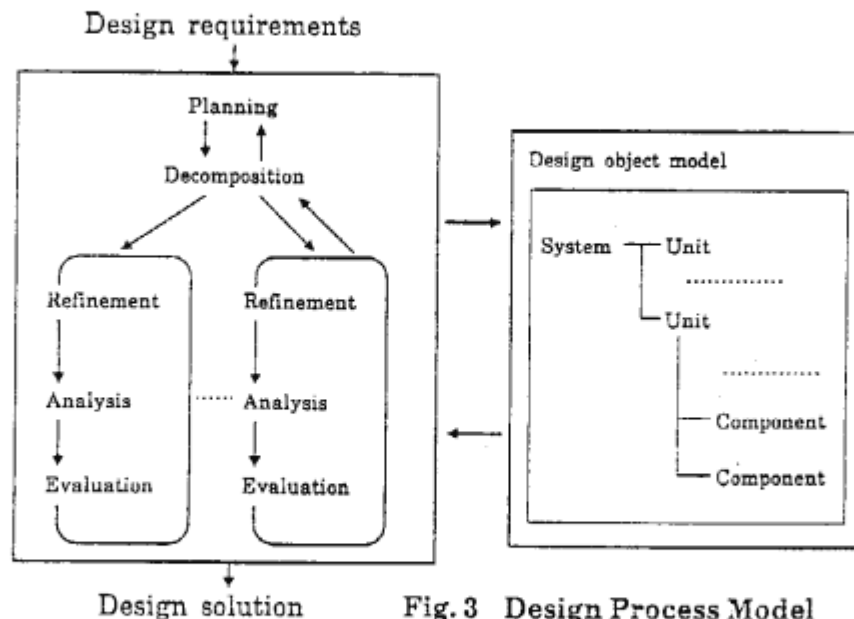 Design requirements
Planning
Decomposition
Refinement
Refinement
Analysis
Analysis
Evaluation
Evaluation
Design solution
Design object model
System
Unit
Unit
Component
Component
Fig. 3 Design Process Model